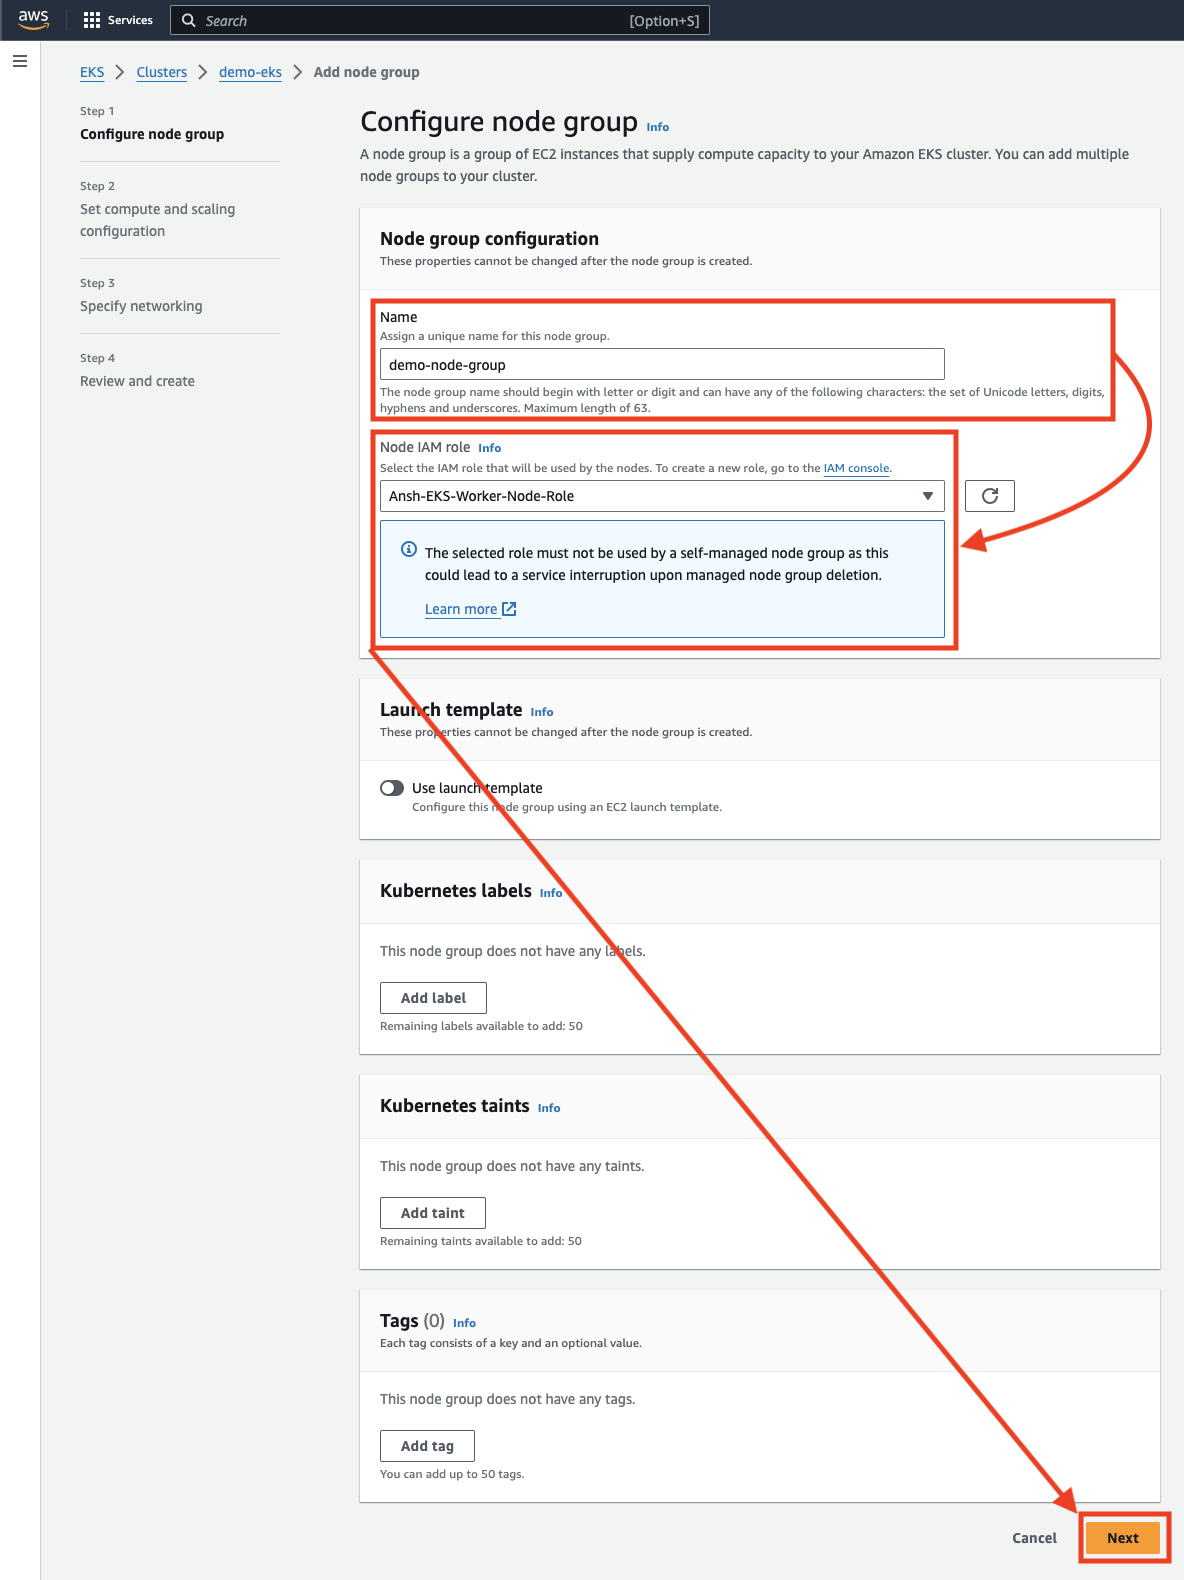 aws
Services
Search
[Option+S]
EKS
Clusters
demo-eks
Add node group
Step 1
Configure node group
Step 2
Set compute and scaling
configuration
Step 3
Specify networking
Step 4
Review and create
Configure node group Info
A node group is a group of EC2 instances that supply compute capacity to your Amazon EKS cluster. You can add multiple
node groups to your cluster.
Node group configuration
These properties cannot be changed after the node group is created.
Name
Assign a unique name for this node group.
demo-node-group
The node group name should begin with letter or digit and can have any of the following characters: the set of Unicode letters, digits,
hyphens and underscores. Maximum length of 63.
Node IAM role Info
Select the IAM role that will be used by the nodes. To create a new role, go to the IAM console.
Ansh-EKS-Worker-Node-Role
The selected role must not be used by a self-managed node group as this
could lead to a service interruption upon managed node group deletion.
Learn more
Launch template Info
These properties cannot be changed after the node group is created.
Use launch template
Configure this node group using an EC2 launch template.
Kubernetes labels Info
This node group does not have any labels.
Add label
Remaining labels available to add: 50
Kubernetes taints Info
This node group does not have any taints.
Add taint
Remaining taints available to add: 50
Tags (0) Info
Each tag consists of a key and an optional value.
This node group does not have any tags.
Add tag
You can add up to 50 tags.
Cancel
Next